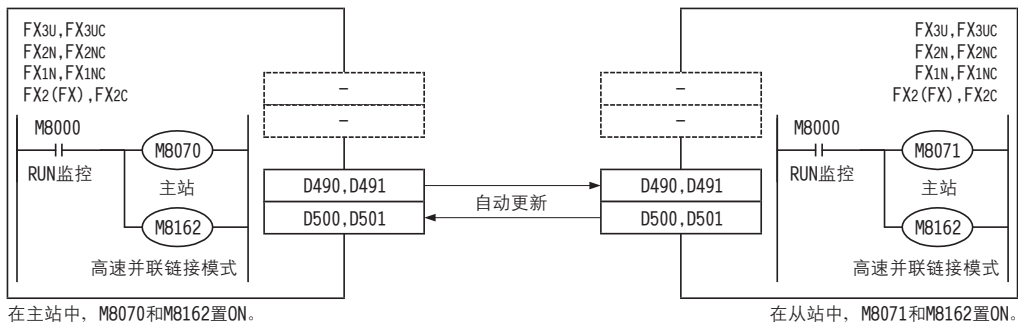 FX3U,FX3UC
FX2N,FX2NC
FX1N,FX1NC
FX2(FX),FX2C
M8000
RUN监控
M8070
主站
M8162
高速并联链接模式
–
–
D490,D491
D500,D501
自动更新
–
–
D490,D491
D500,D501
FX3U,FX3UC
FX2N,FX2NC
FX1N,FX1NC
FX2(FX),FX2C
M8000
RUN监控
M8071
主站
M8162
高速并联链接模式
在主站中，M8070和M8162置ON。
在从站中，M8071和M8162置ON。